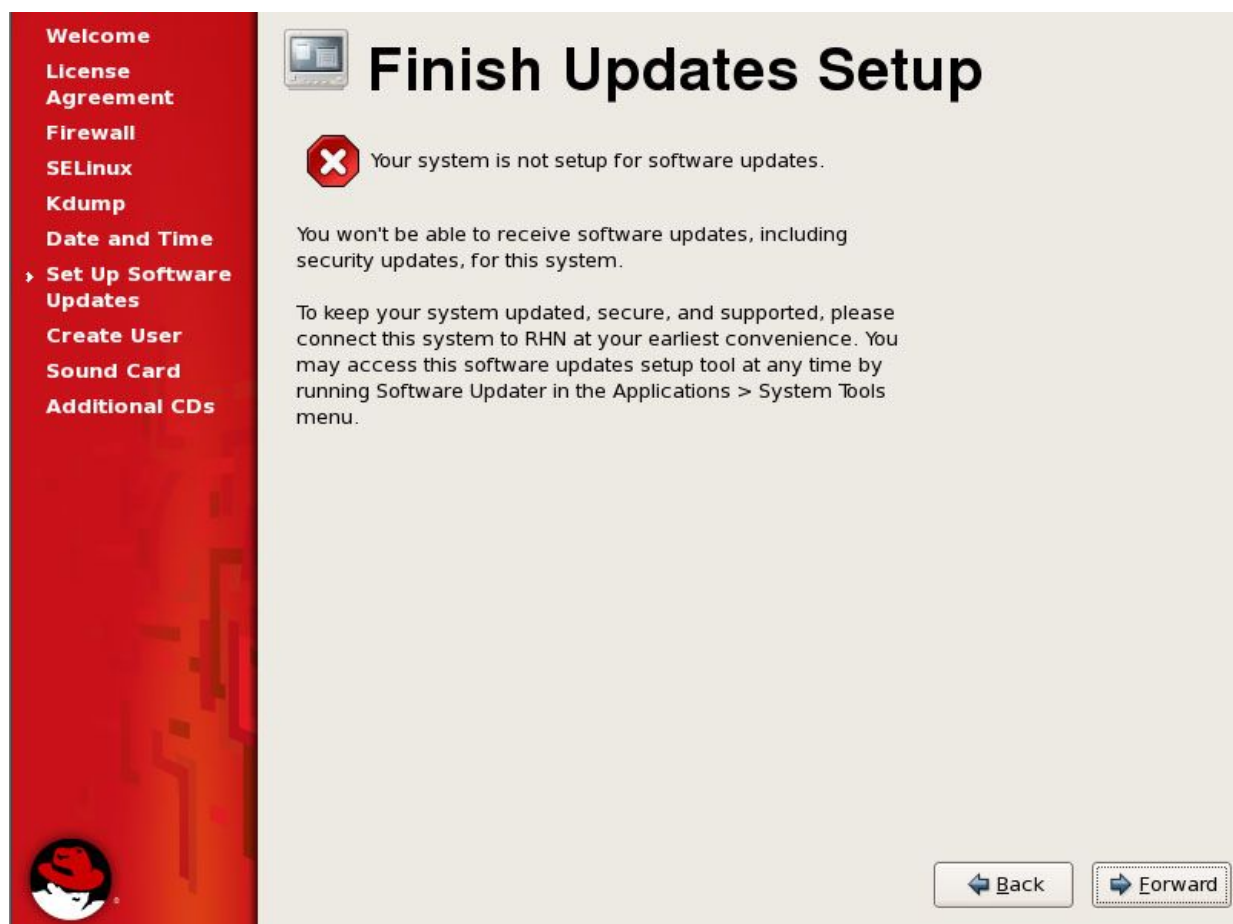 Welcome
License
Agreement
Firewall
SELinux
Kdump
Date and Time
Set Up Software
Updates
Create User
Sound Card
Additional CDs
Finish Updates Setup
Your system is not setup for software updates.
You won't be able to receive software updates, including
security updates, for this system.
To keep your system updated, secure, and supported, please
connect this system to RHN at your earliest convenience. You
may access this software updates setup tool at any time by
running Software Updater in the Applications > System Tools
menu.
Back
Forward